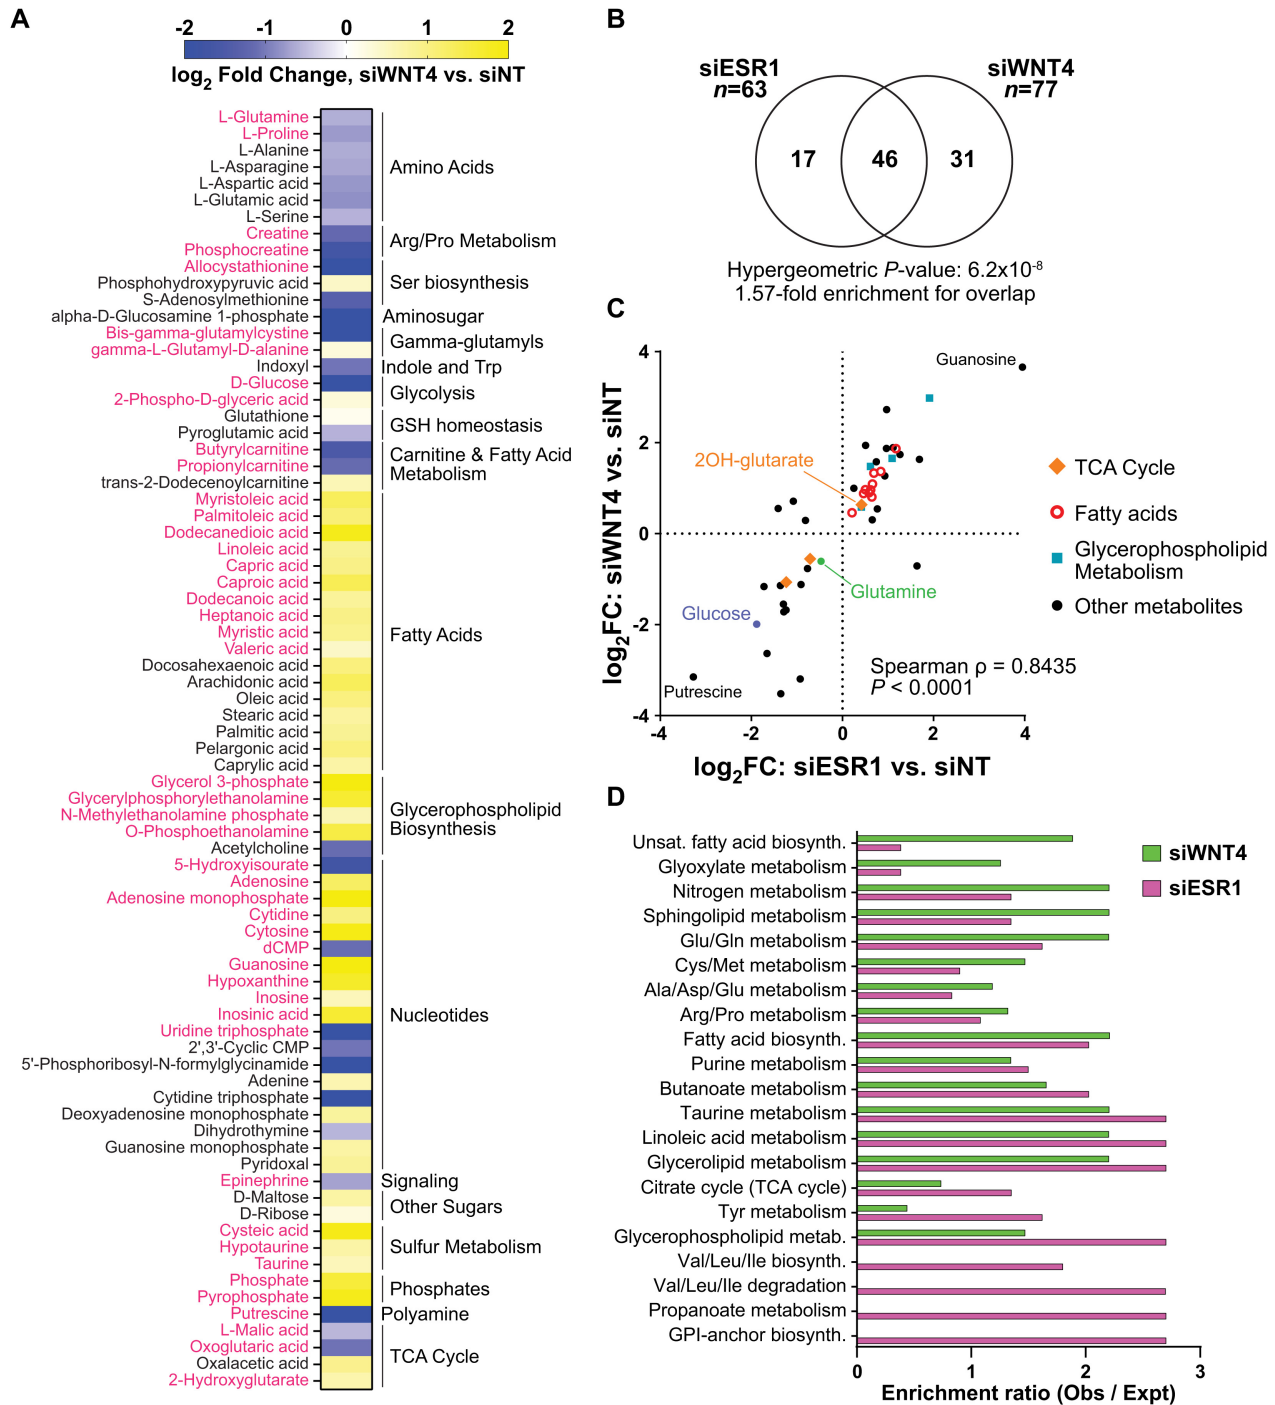 A
-2 -1 0 1 2
log2 Fold Change, siWNT4 vs. siNT
L-Glutamine
L-Proline
L-Alanine
L-Asparagine
L-Aspartic acid
L-Glutamic acid
L-Serine
Amino Acids
Creatine
Phosphocreatine
Arg/Pro Metabolism
Allocystathionine
Phosphohydroxypyruvic acid
S-Adenosylmethionine
Ser biosynthesis
alpha-D-Glucosamine 1-phosphate
Aminosugar
Bis-gamma-glutamylcystine
gamma-L-Glutamyl-D-alanine
Gamma-glutamyls
Indoxyl
Indole and Trp
D-Glucose
2-Phospho-D-glyceric acid
Glycolysis
Glutathione
Pyroglutamic acid
GSH homeostasis
Butyrylcarnitine
Propionylcarnitine
trans-2-Dodecenoylcarnitine
Carnitine & Fatty Acid
Metabolism
Myristoleic acid
Palmitoleic acid
Dodecanedioic acid
Linoleic acid
Capric acid
Caproic acid
Dodecanoic acid
Heptanoic acid
Myristic acid
Valeric acid
Docosahexaenoic acid
Arachidonic acid
Oleic acid
Stearic acid
Palmitic acid
Pelargonic acid
Caprylic acid
Fatty Acids
Glycerol 3-phosphate
Glycerylphosphorylethanolamine
N-Methylethanolamine phosphate
O-Phosphoethanolamine
Acetylcholine
Glycerophospholipid
Biosynthesis
5-Hydroxyisourate
Adenosine
Adenosine monophosphate
Cytidine
Cytosine
dCMP
Guanosine
Hypoxanthine
Inosine
Inosinic acid
Uridine triphosphate
2',3'-Cyclic CMP
5'-Phosphoribosyl-N-formylglycinamide
Adenine
Cytidine triphosphate
Deoxyadenosine monophosphate
Dihydrothymine
Guanosine monophosphate
Pyridoxal
Nucleotides
Epinephrine
Signaling
D-Maltose
D-Ribose
Other Sugars
Cysteic acid
Hypotaurine
Taurine
Sulfur Metabolism
Phosphate
Pyrophosphate
Phosphates
Putrescine
Polyamine
L-Malic acid
Oxoglutaric acid
Oxalacetic acid
2-Hydroxyglutarate
TCA Cycle
B
siESR1
n=63
siWNT4
n=77
17 46 31
Hypergeometric P-value: 6.2x10-8
1.57-fold enrichment for overlap
C
log2FC: siWNT4 vs. siNT
4
2
0
-2
-4
-4 -2 0 2 4
log2FC: siESR1 vs. siNT
Guanosine
2OH-glutarate
Glutamine
Glucose
Putrescine
Spearman ρ = 0.8435
P < 0.0001
TCA Cycle
Fatty acids
Glycerophospholipid
Metabolism
Other metabolites
D
Unsat. fatty acid biosynth.
Glyoxylate metabolism
Nitrogen metabolism
Sphingolipid metabolism
Glu/Gln metabolism
Cys/Met metabolism
Ala/Asp/Glu metabolism
Arg/Pro metabolism
Fatty acid biosynth.
Purine metabolism
Butanoate metabolism
Taurine metabolism
Linoleic acid metabolism
Glycerolipid metabolism
Citrate cycle (TCA cycle)
Tyr metabolism
Glycerophospholipid metab.
Val/Leu/Ile biosynth.
Val/Leu/Ile degradation
Propanoate metabolism
GPI-anchor biosynth.
siWNT4
siESR1
0 1 2 3
Enrichment ratio (Obs / Expt)